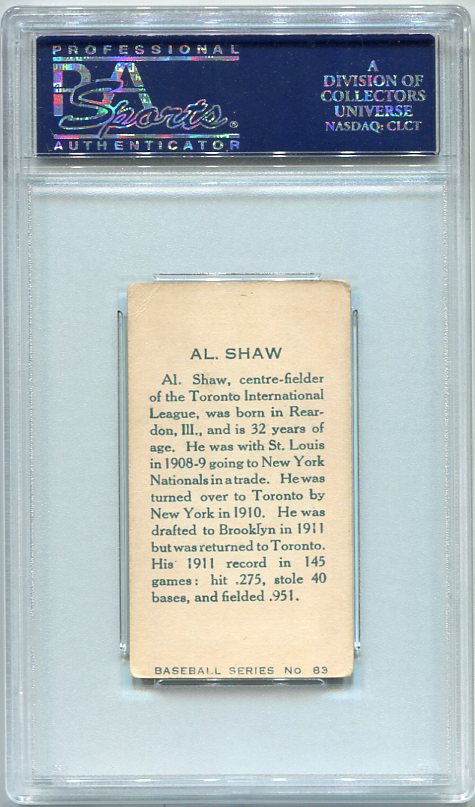 PROFESSIONAL
PSA
Sports
AUTHENTICATOR
A
DIVISION OF
COLLECTORS
UNIVERSE
NASDAQ: CLCT
AL. SHAW
Al. Shaw, centre-fielder
of the Toronto International
League, was born in Rear-
don, Ill., and is 32 years of
age. He was with St. Louis
in 1908-9 going to New York
Nationals in a trade. He was
turned over to Toronto by
New York in 1910. He was
drafted to Brooklyn in 1911
but was returned to Toronto.
His 1911 record in 145
games: hit .275, stole 40
bases, and fielded .951.
BASEBALL SERIES No. 83